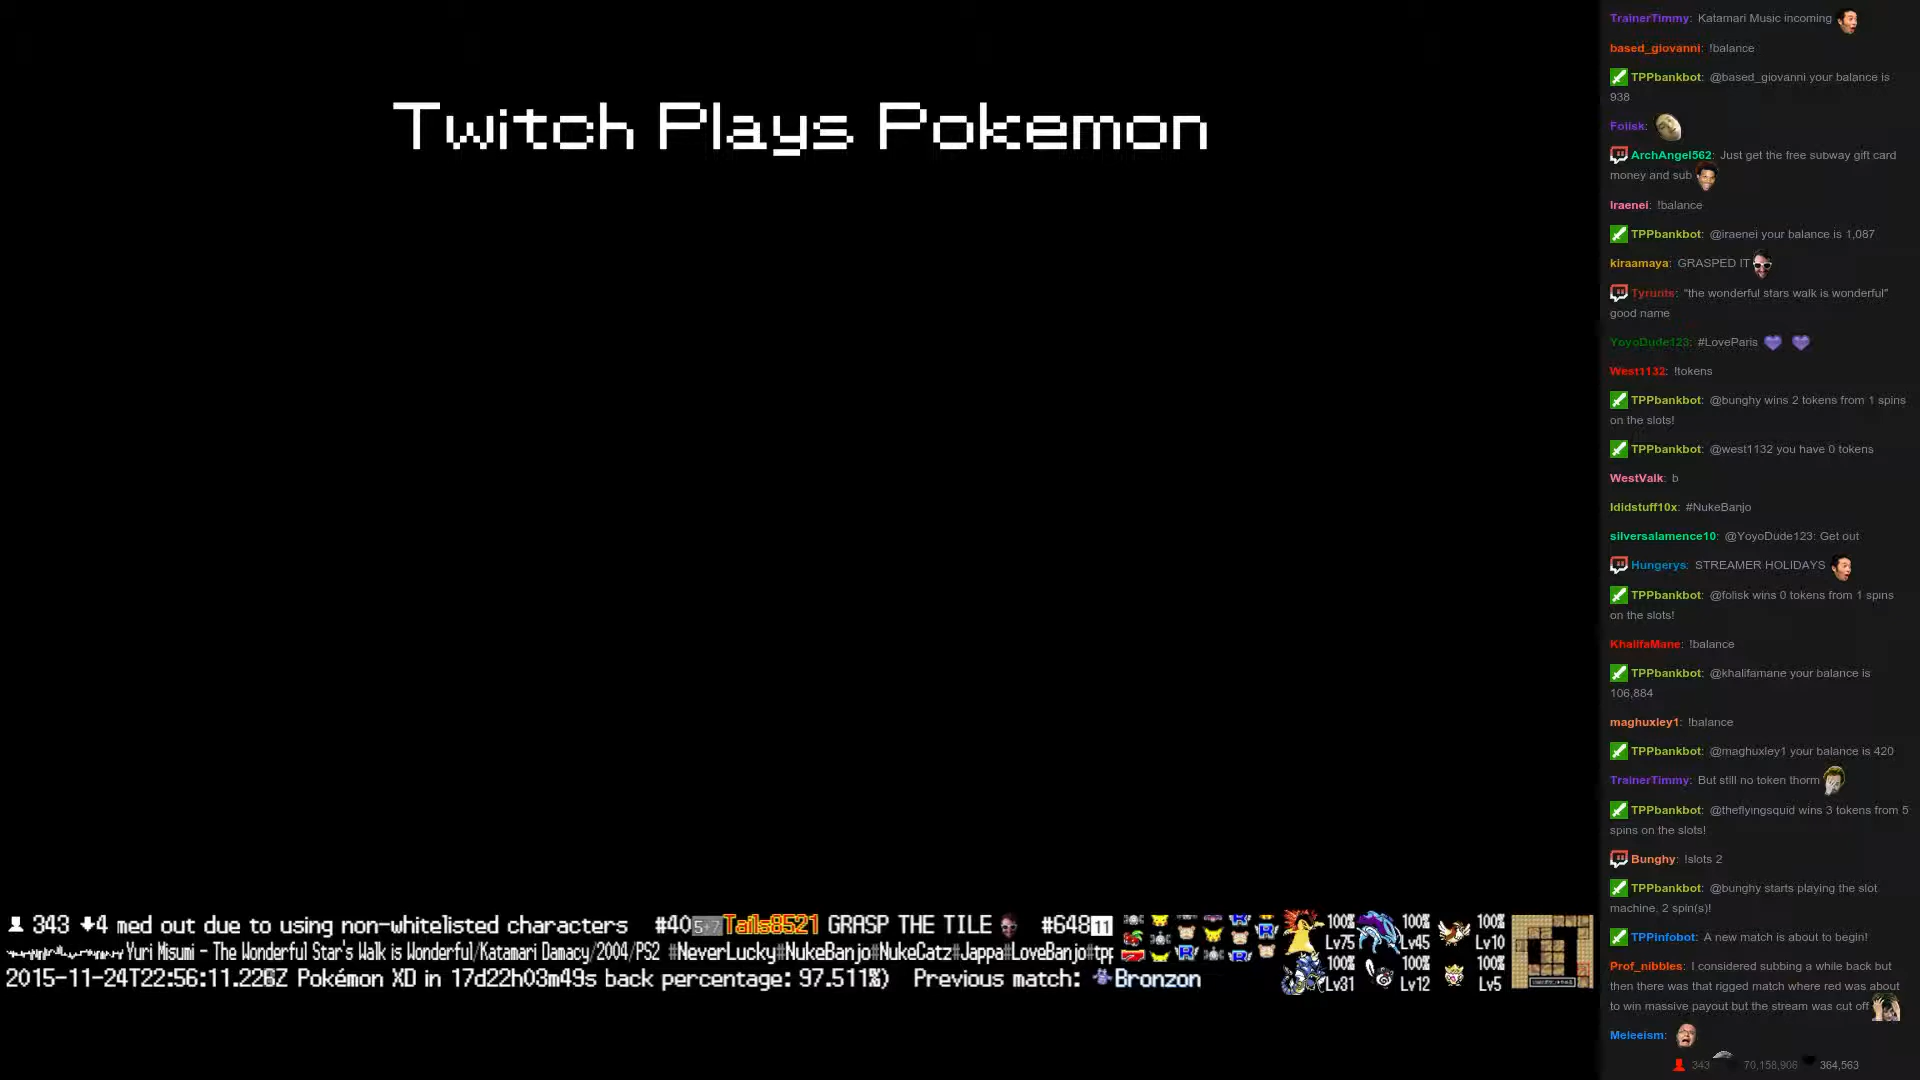 Twitch Plays Pokemon
343 4 med out due to using non-whitelisted characters #40 5-7 Tails8521 GRASP THE TILE #648 11
Yuri Misumi - The Wonderful Star's Walk is Wonderful/Katamari Damacy/2004/PS2 #NeverLucky#NukeBanjo#NukeCatz#Jappa#LoveBanjo#tpp
Pokémon XD in 17d22h03m49s back percentage: 97.511%) Previous match: Bronzon
100% Lv75 100% Lv45 100% Lv10
100% Lv31 100% Lv12 100% Lv5
TrainerTimmy: Katamari Music incoming
based_giovanni: !balance
TPPbankbot: @based_giovanni your balance is
938
Folisk:
ArchAngel562: Just get the free subway gift card
money and sub
Iraenei: !balance
TPPbankbot: @iraenei your balance is 1,087
kiraamaya: GRASPED IT
Tyrunts: "the wonderful stars walk is wonderful"
good name
YoyoDude123: #LoveParis
West1132: !tokens
TPPbankbot: @bunghy wins 2 tokens from 1 spins
on the slots!
TPPbankbot: @west1132 you have 0 tokens
WestValk: b
Ididstuff10x: #NukeBanjo
silversalamence10: @YoyoDude123: Get out
Hungerys: STREAMER HOLIDAYS
TPPbankbot: @folisk wins 0 tokens from 1 spins
on the slots!
KhalifaMane: !balance
TPPbankbot: @khalifamane your balance is
106,884
maghuxley1: !balance
TPPbankbot: @maghuxley1 your balance is 420
TrainerTimmy: But still no token thorm
TPPbankbot: @theflyingsquid wins 3 tokens from 5
spins on the slots!
Bunghy: !slots 2
TPPbankbot: @bunghy starts playing the slot
machine, 2 spin(s)!
TPPinfobot: A new match is about to begin!
Prof_nibbles: I considered subbing a while back but
then there was that rigged match where red was about
to win massive payout but the stream was cut off
Meleeism:
343 70,158,906 364,563